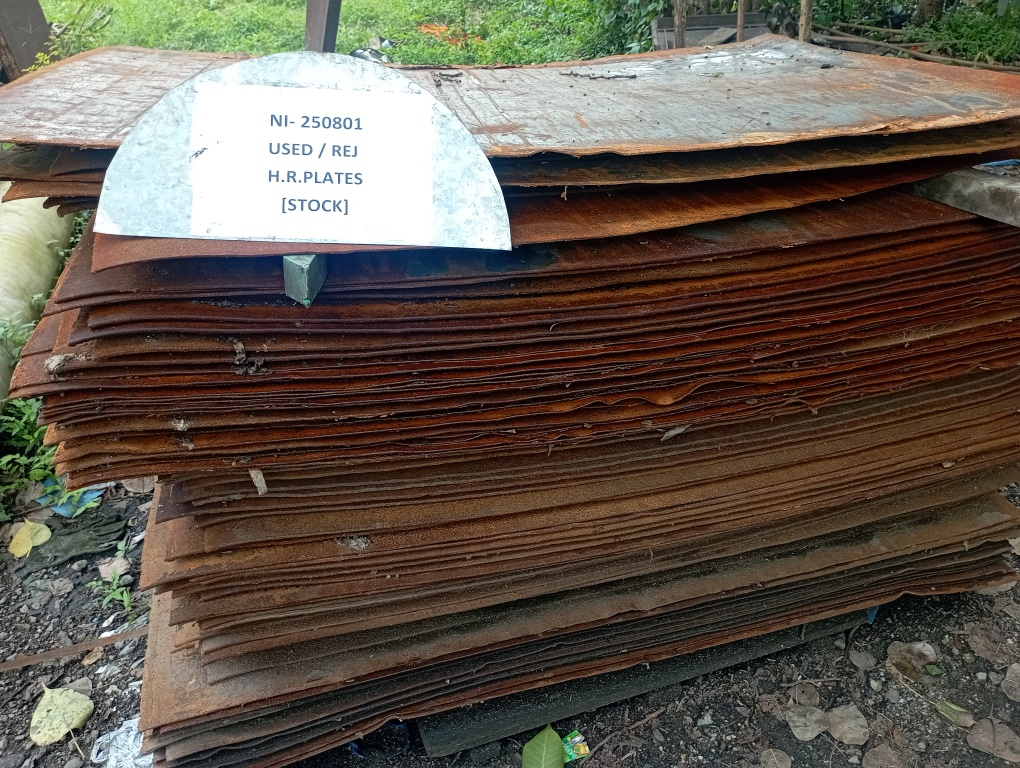 NI- 250801
USED / REJ
H.R.PLATES
[STOCK]